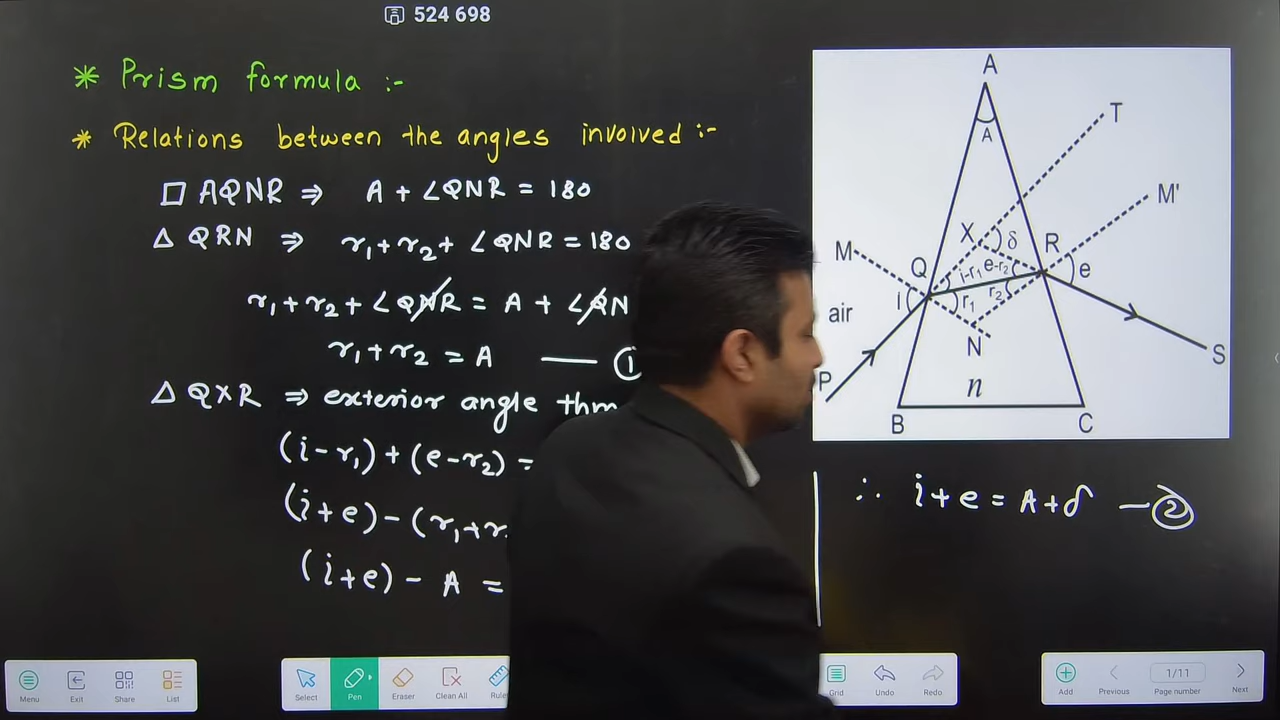 524 698
* Prism formula :-
* Relations between the angles involved :-
□ AQNR ⇒ A + ∠QNR = 180
Δ QRN ⇒ r₁+r₂+ ∠QNR = 180
r₁+r₂+ ∠QNR = A + ∠QN
r₁+r₂ = A —— ①
Δ QXR ⇒ exterior angle thm
(i-r₁)+(e-r₂) =
(i+e)-(r₁+r
(i+e)- A =
A
A
T
M'
X δ R
M
Q i-r₁ e-r₂ e
i r₁ r₂
air
N
P
S
n
B C
∴ i+e = A+δ —②
Menu Exit Share List
Select Pen Eraser Clean All Rule
Grid Undo Redo
Add Previous 1/11 Page number Next